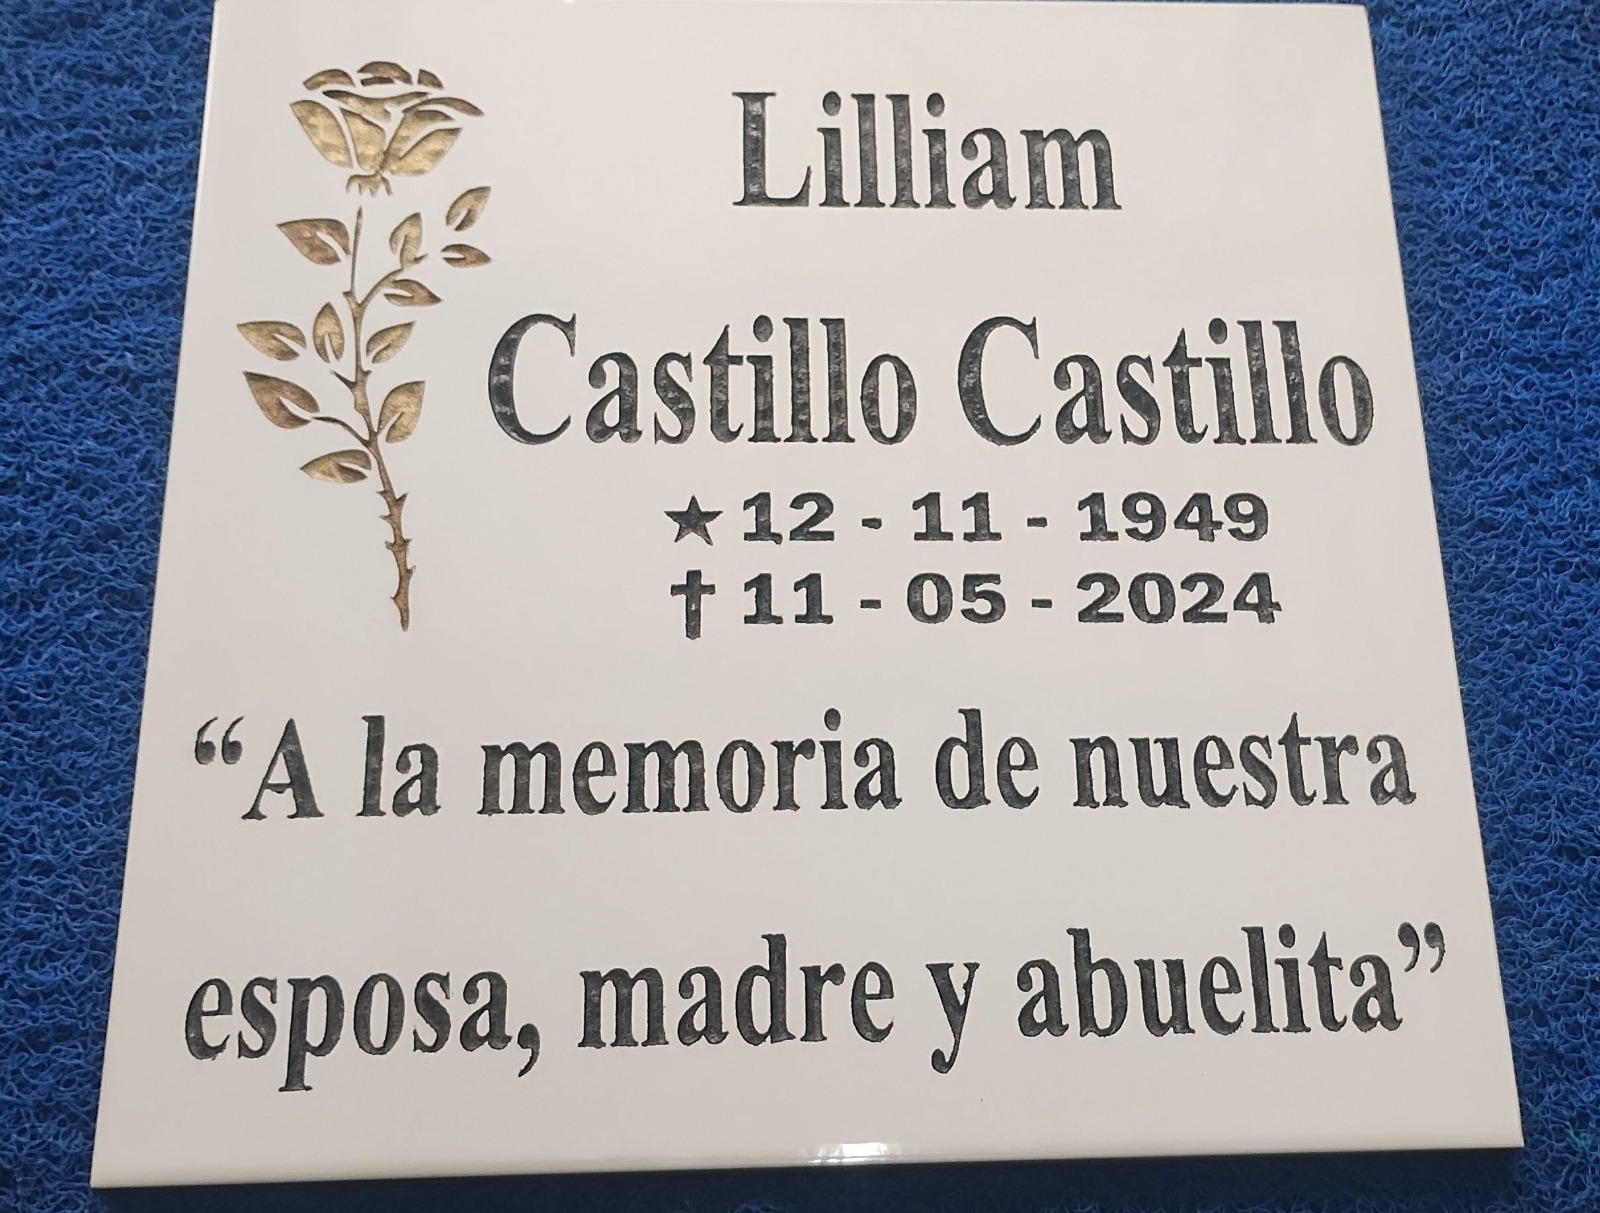 Lilliam
Castillo Castillo
★ 12 - 11 - 1949
✝ 11 - 05 - 2024
“A la memoria de nuestra
esposa, madre y abuelita”